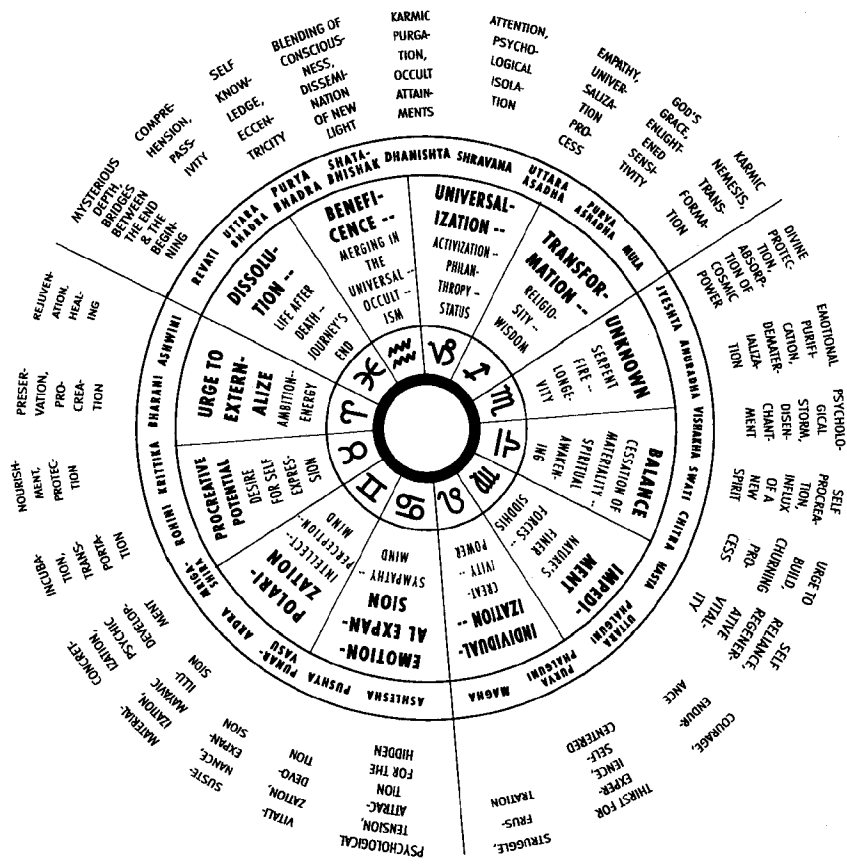 REJUVEN-
ATION, HEAL-
ING
PRESER-
VATION,
PRO-
CREA-
TION
NOURISH-
MENT,
PROTEC-
TION
INCUBA-
TION,
TRANS-
PORTA-
TION
CONCRET-
IZATION,
PSYCHIC
DEVELOP-
MENT
MATERIAL-
IZATION,
MAYAVIC
ILLU-
SION
SUSTE-
NANCE,
EXPAN-
SION
VITALI-
ZATION,
DEVO-
TION
PSYCHOLOGICAL
TENSION,
ATTRAC-
TION
FOR THE
HIDDEN
STRUGGLE,
FRUS-
TRATION
THIRST FOR
EXPER-
IENCE,
SELF-
CENTERED
COURAGE,
ENDUR-
ANCE
SELF
RELIANCE,
REGENER-
ATIVE
VITAL-
ITY
URGE TO
BUILD,
CHURNING
PRO-
CESS
SELF
PROCREA-
TION,
INFLUX
OF A
NEW
SPIRIT
PSYCHOLO-
GICAL
STORM,
DISEN-
CHANT-
MENT
EMOTIONAL
PURIFI-
CATION,
DEMATER-
IALIZA-
TION
DIVINE
PROTEC-
TION,
ABSORP-
TION OF
COSMIC
POWER
KARMIC
NEMESIS
TRANS-
FORMA-
TION
GOD'S
GRACE,
ENLIGHT-
ENED
SENSI-
TIVITY
EMPATHY,
UNIVER-
SALIZA-
TION
PRO-
CESS
ATTENTION,
PSYCHO-
LOGICAL
ISOLA-
TION
KARMIC
PURGA-
TION,
OCCULT
ATTAIN-
MENTS
BLENDING OF
CONSCIOUS-
NESS,
DISSEMI-
NATION
OF NEW
LIGHT
SELF
KNOW-
LEDGE,
ECCEN-
TRICITY
COMPRE-
HENSION,
PASS-
IVITY
MYSTERIOUS
DEPTH,
BRIDGES
BETWEEN
THE END
& THE
BEGIN-
NING
ASHWINI
BHARANI
KRITTIKA
ROHINI
MRIGA-
SHIRA
ARDRA
PUNAR-
VASU
PUSHYA
ASHLESHA
MAGHA
PURVA
PHALGUNI
UTTARA
PHALGUNI
HASTA
CHITRA
SWATI
VISHAKHA
ANURADHA
JYESHTA
MULA
PURVA
ASHADHA
UTTARA
ASADHA
SHRAVANA
DHANISHTA
SHATA-
BHISHAK
PURYA
BHADRA
UTTARA
BHADRA
REVATI
URGE TO
EXTERN-
ALIZE
AMBITION--
ENERGY
PROCREATIVE
POTENTIAL
DESIRE
FOR SELF
EXPRES-
SION
POLARI-
ZATION
INTELLECT--
PERCEPTION--
MIND
EMOTION-
AL EXPAN-
SION
SYMPATHY --
MIND
INDIVIDUAL-
IZATION --
CREAT-
IVITY --
POWER
IMPEDI-
MENT
NATURE'S
FINER
FORCES --
SIDDHIS
BALANCE
CESSATION OF
MATERIALITY --
SPIRITUAL
AWAKEN-
ING
UNKNOWN
SERPENT
FIRE --
LONGE-
VITY
TRANSFOR-
MATION --
RELIGIO-
SITY --
WISDOM
UNIVERSAL-
IZATION --
ACTIVIZATION --
PHILAN-
THROPY --
STATUS
BENEFI-
CENCE --
MERGING IN
THE
UNIVERSAL --
OCCULT --
ISM
DISSOLU-
TION --
LIFE AFTER
DEATH --
JOURNEY'S
END
♈
♉
♊
♋
♌
♍
♎
♏
♐
♑
♒
♓